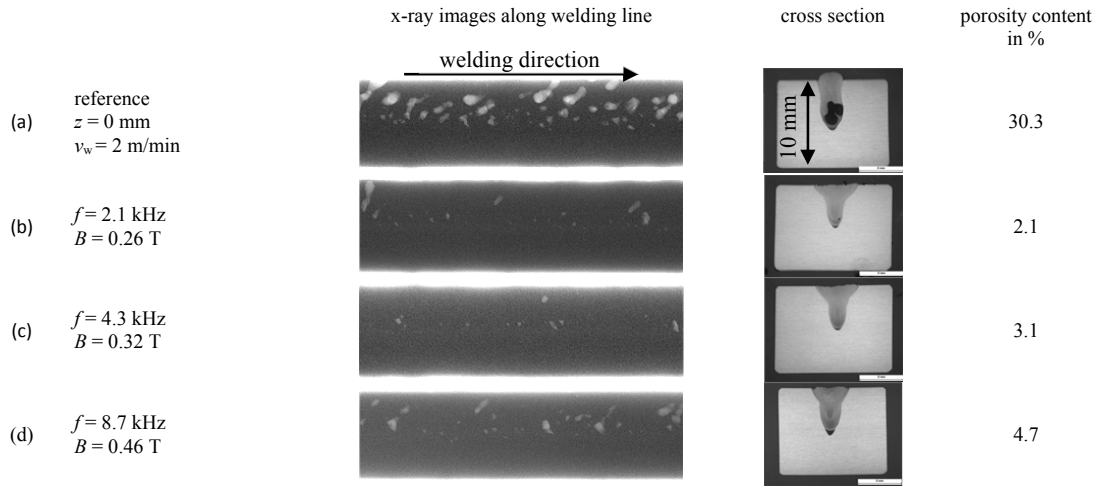 x-ray images along welding line
cross section
porosity content
in %
welding direction
(a)
reference
z = 0 mm
v_w = 2 m/min
10 mm
30.3
(b)
f = 2.1 kHz
B = 0.26 T
2.1
(c)
f = 4.3 kHz
B = 0.32 T
3.1
(d)
f = 8.7 kHz
B = 0.46 T
4.7